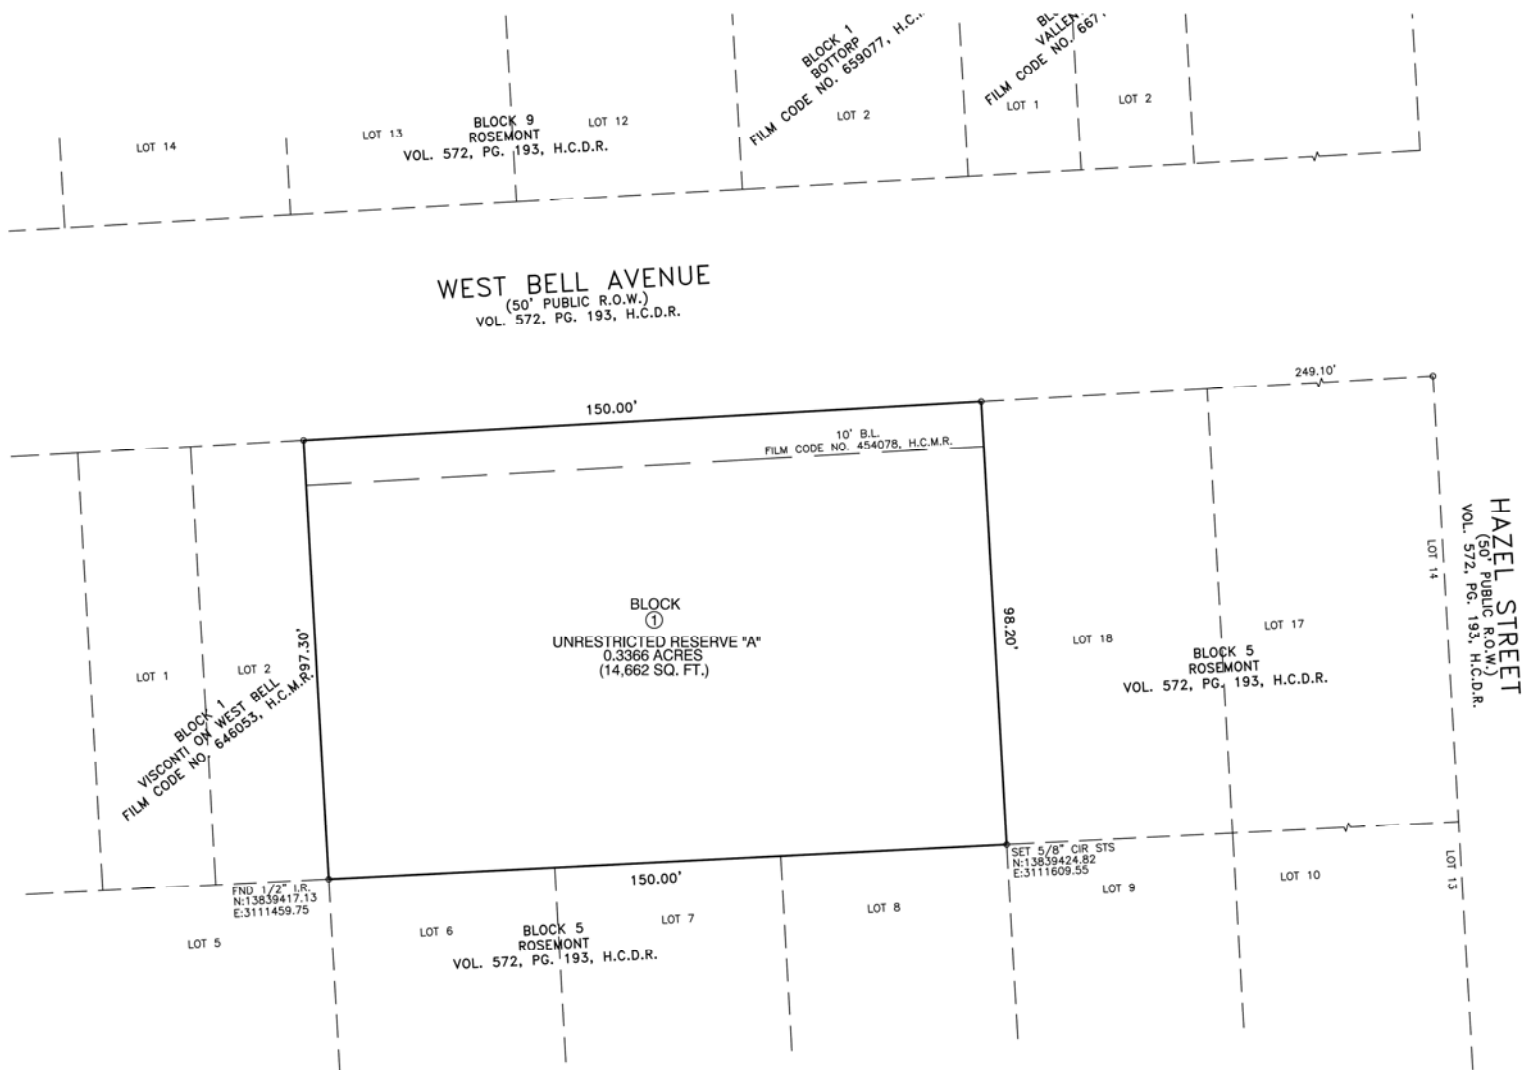 BLOCK 1
BOTTORP
FILM CODE NO. 659077, H.C.
VALLEN
FILM CODE NO. 667
LOT 14
LOT 13
BLOCK 9
ROSEMONT
VOL. 572, PG. 193, H.C.D.R.
LOT 12
LOT 2
LOT 1
LOT 2
WEST BELL AVENUE
(50' PUBLIC R.O.W.)
VOL. 572, PG. 193, H.C.D.R.
249.10'
150.00'
10' B.L.
FILM CODE NO. 454078, H.C.M.R.
HAZEL STREET
(50' PUBLIC R.O.W.)
VOL. 572, PG. 193, H.C.D.R.
LOT 14
BLOCK
1
UNRESTRICTED RESERVE "A"
0.3366 ACRES
(14,662 SQ. FT.)
97.30'
98.20'
LOT 1
LOT 2
BLOCK 1
VISCONTI ON WEST BELL
FILM CODE NO. 646053, H.C.M.R.
LOT 18
LOT 17
BLOCK 5
ROSEMONT
VOL. 572, PG. 193, H.C.D.R.
FND 1/2" I.R.
N:13839417.13
E:3111459.75
150.00'
SET 5/8" CIR STS
N:13839424.82
E:3111609.55
LOT 5
LOT 6
BLOCK 5
ROSEMONT
VOL. 572, PG. 193, H.C.D.R.
LOT 7
LOT 8
LOT 9
LOT 10
LOT 13